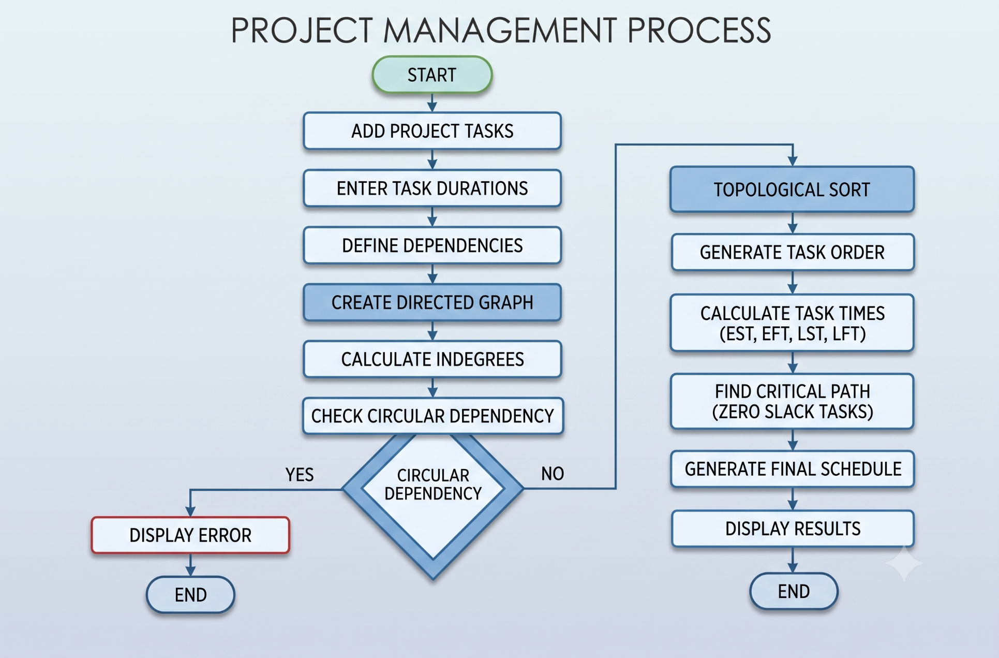 PROJECT MANAGEMENT PROCESS
START
ADD PROJECT TASKS
ENTER TASK DURATIONS
DEFINE DEPENDENCIES
CREATE DIRECTED GRAPH
CALCULATE INDEGREES
CHECK CIRCULAR DEPENDENCY
CIRCULAR
DEPENDENCY
YES
NO
DISPLAY ERROR
END
TOPOLOGICAL SORT
GENERATE TASK ORDER
CALCULATE TASK TIMES
(EST, EFT, LST, LFT)
FIND CRITICAL PATH
(ZERO SLACK TASKS)
GENERATE FINAL SCHEDULE
DISPLAY RESULTS
END